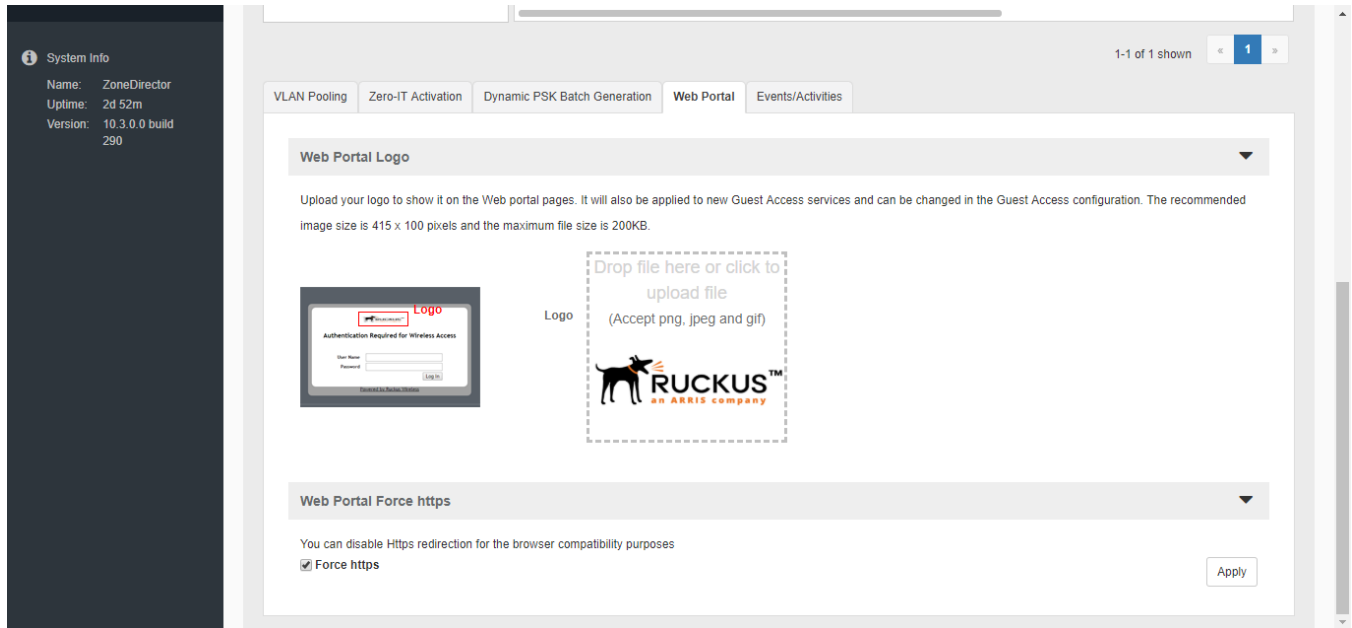 System Info
Name: ZoneDirector
Uptime: 2d 52m
Version: 10.3.0.0 build
290
1-1 of 1 shown « 1 »
VLAN Pooling Zero-IT Activation Dynamic PSK Batch Generation Web Portal Events/Activities
Web Portal Logo
Upload your logo to show it on the Web portal pages. It will also be applied to new Guest Access services and can be changed in the Guest Access configuration. The recommended
image size is 415 x 100 pixels and the maximum file size is 200KB.
Logo
Authentication Required for Wireless Access
User Name
Password
Log In
Powered by Ruckus Wireless
Logo
Drop file here or click to
upload file
(Accept png, jpeg and gif)
RUCKUS™
an ARRIS company
Web Portal Force https
You can disable Https redirection for the browser compatibility purposes
Force https
Apply